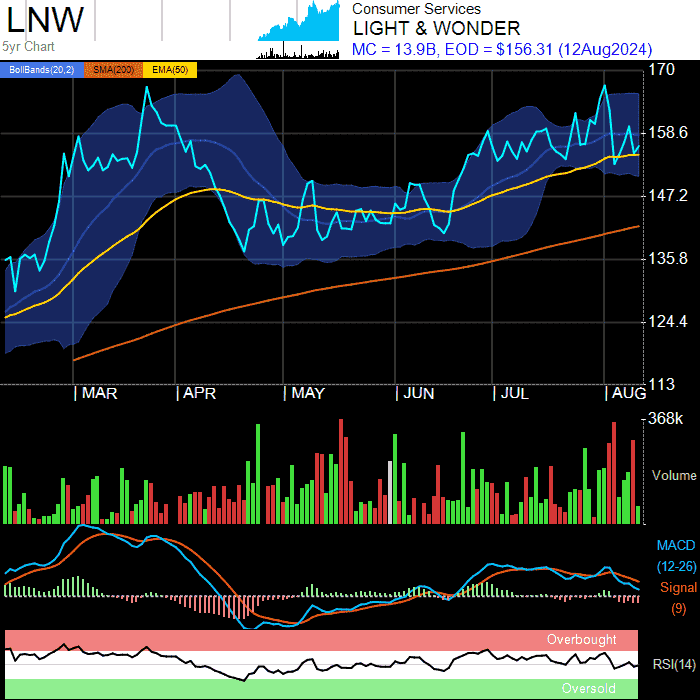 LNW
5yr Chart
Consumer Services
LIGHT & WONDER
MC = 13.9B, EOD = $156.31 (12Aug2024)
BollBands(20,2) SMA(200) EMA(50)
170
158.6
147.2
135.8
124.4
113
MAR APR MAY JUN JUL AUG
368k
Volume
MACD
(12-26)
Signal
(9)
Overbought
RSI(14)
Oversold